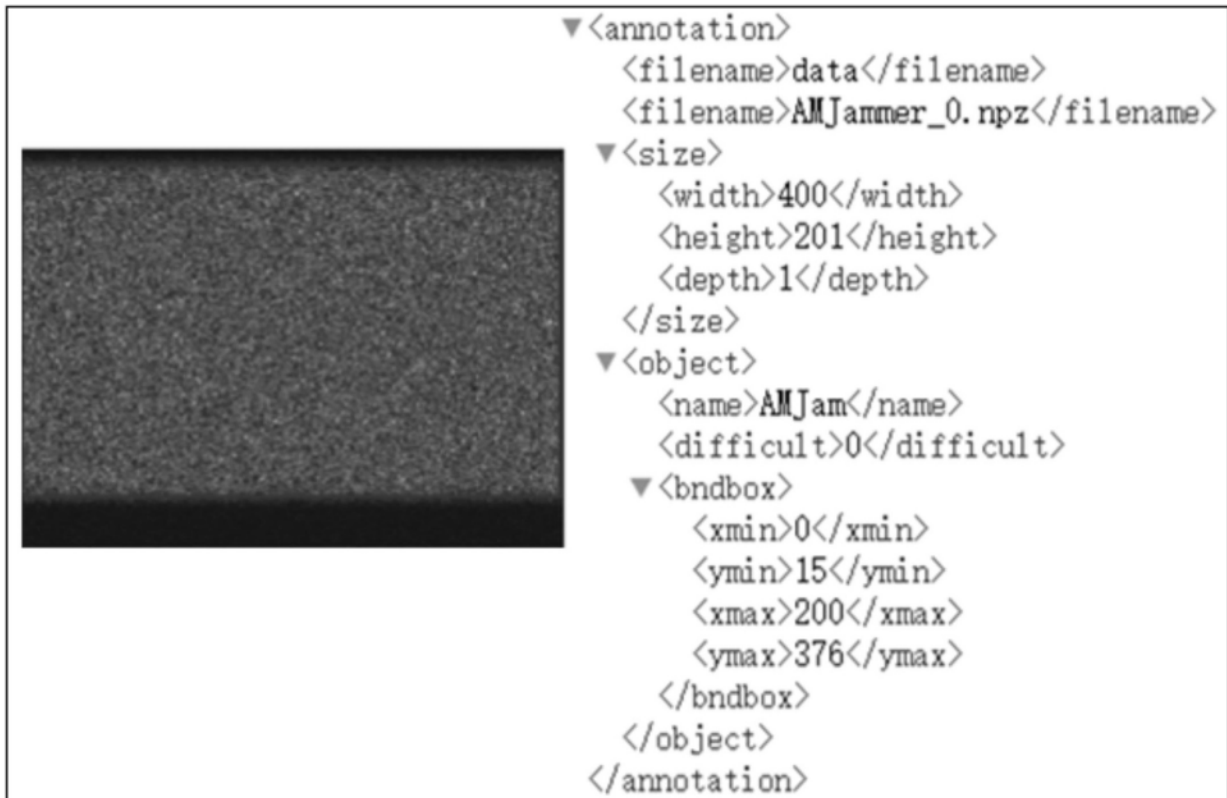 ▼<annotation>
<filename>data</filename>
<filename>AMJammer_0.npz</filename>
▼<size>
<width>400</width>
<height>201</height>
<depth>1</depth>
</size>
▼<object>
<name>AMJam</name>
<difficult>0</difficult>
▼<bndbox>
<xmin>0</xmin>
<ymin>15</ymin>
<xmax>200</xmax>
<ymax>376</ymax>
</bndbox>
</object>
</annotation>